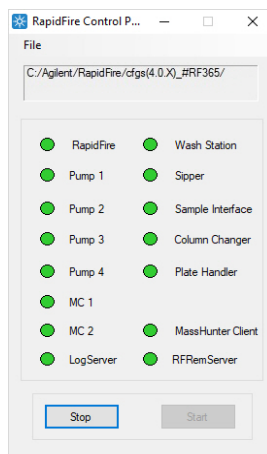 RapidFire Control P...
File
C:/Agilent/RapidFire/cfgs(4.0.X)_#RF365/
RapidFire Wash Station
Pump 1 Sipper
Pump 2 Sample Interface
Pump 3 Column Changer
Pump 4 Plate Handler
MC 1
MC 2 MassHunter Client
LogServer RFRemServer
Stop Start